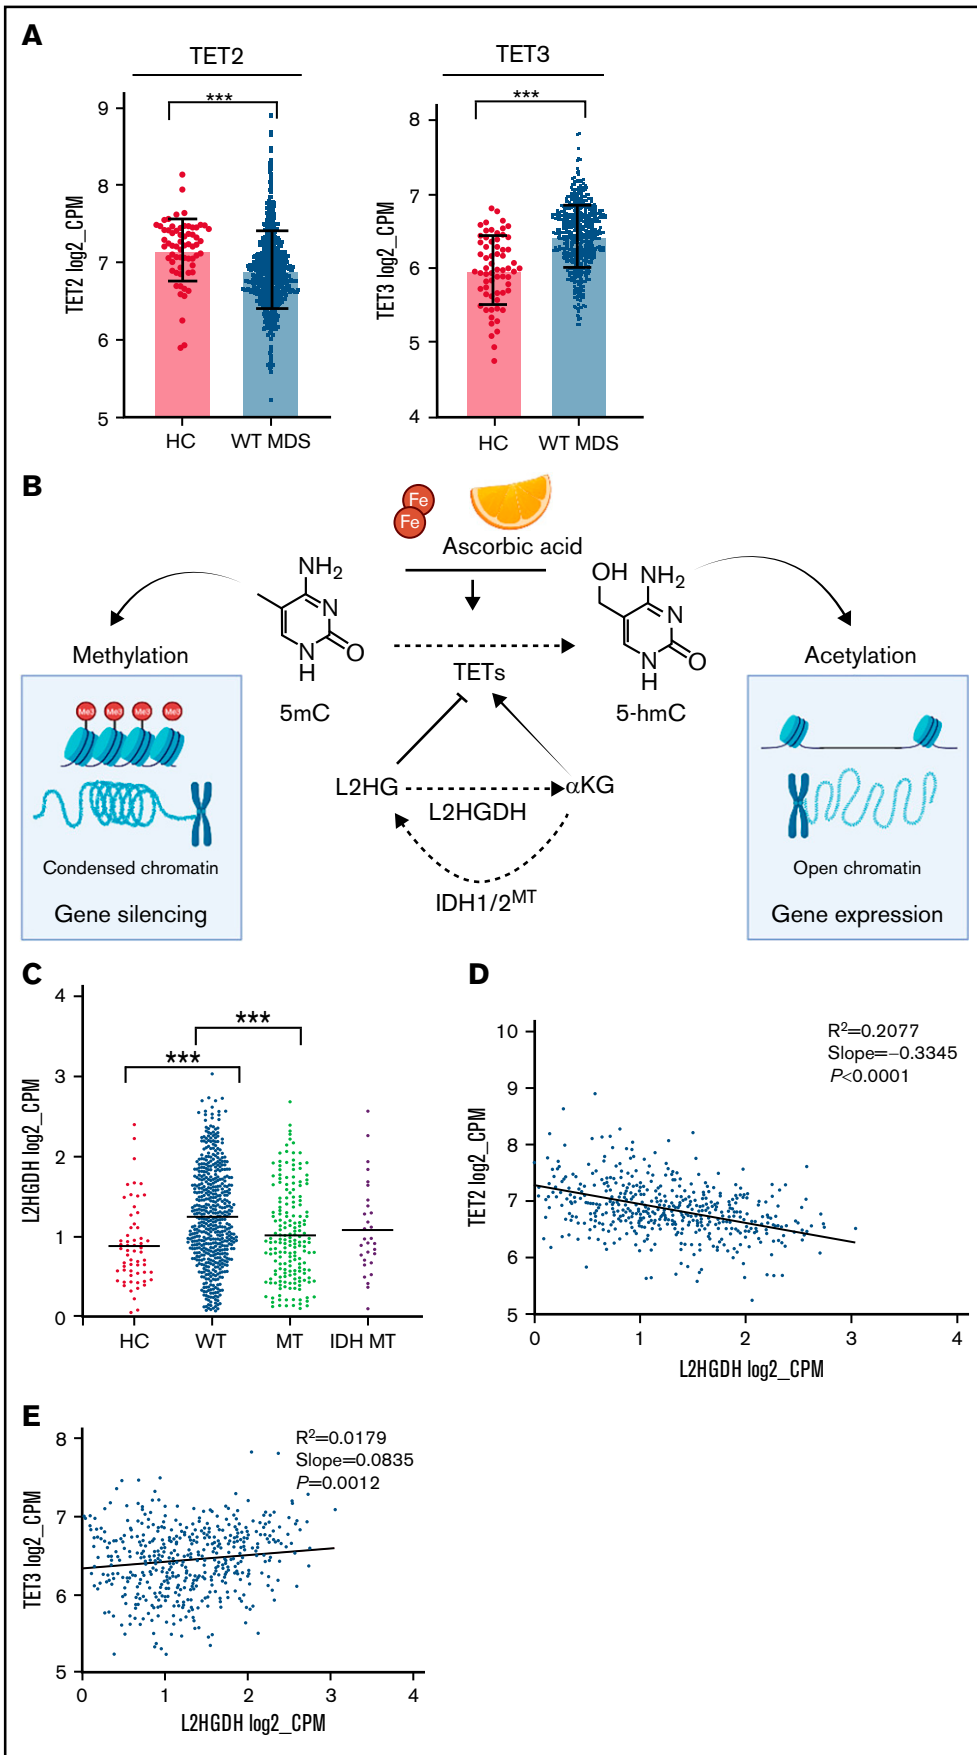 A
TET2
TET3
***
***
TET2 log2_CPM
9
8
7
6
5
HC
WT MDS
TET3 log2_CPM
8
7
6
5
4
HC
WT MDS
B
Fe
Fe
Ascorbic acid
NH₂
N
N
H
O
5mC
OH
NH₂
N
N
H
O
5-hmC
TETs
Methylation
Me3
Me3
Me3
Me3
Condensed chromatin
Gene silencing
Acetylation
Open chromatin
Gene expression
L2HG
L2HGDH
αKG
IDH1/2ᴹᵀ
C
L2HGDH log2_CPM
4
3
2
1
0
***
***
HC
WT
MT
IDH MT
D
TET2 log2_CPM
10
9
8
7
6
5
R²=0.2077
Slope=−0.3345
P<0.0001
0
1
2
3
4
L2HGDH log2_CPM
E
TET3 log2_CPM
8
7
6
5
R²=0.0179
Slope=0.0835
P=0.0012
0
1
2
3
4
L2HGDH log2_CPM